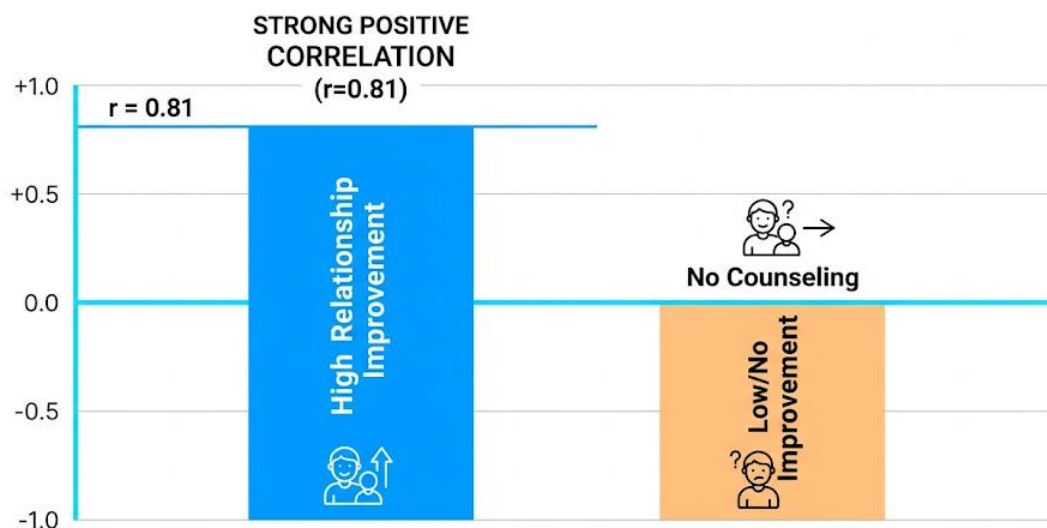 STRONG POSITIVE
CORRELATION
(r=0.81)
+1.0
r = 0.81
+0.5
0.0
-0.5
-1.0
High Relationship
Improvement
?
No Counseling
Low/No
Improvement
?